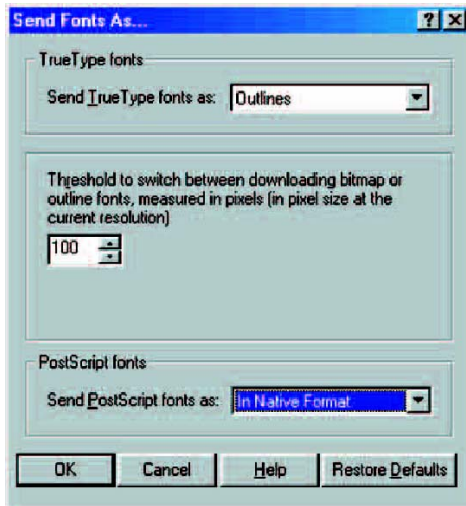 Send Fonts As...
TrueType fonts
Send TrueType fonts as: Outlines
Threshold to switch between downloading bitmap or
outline fonts, measured in pixels (in pixel size at the
current resolution)
100
PostScript fonts
Send PostScript fonts as: In Native Format
OK Cancel Help Restore Defaults